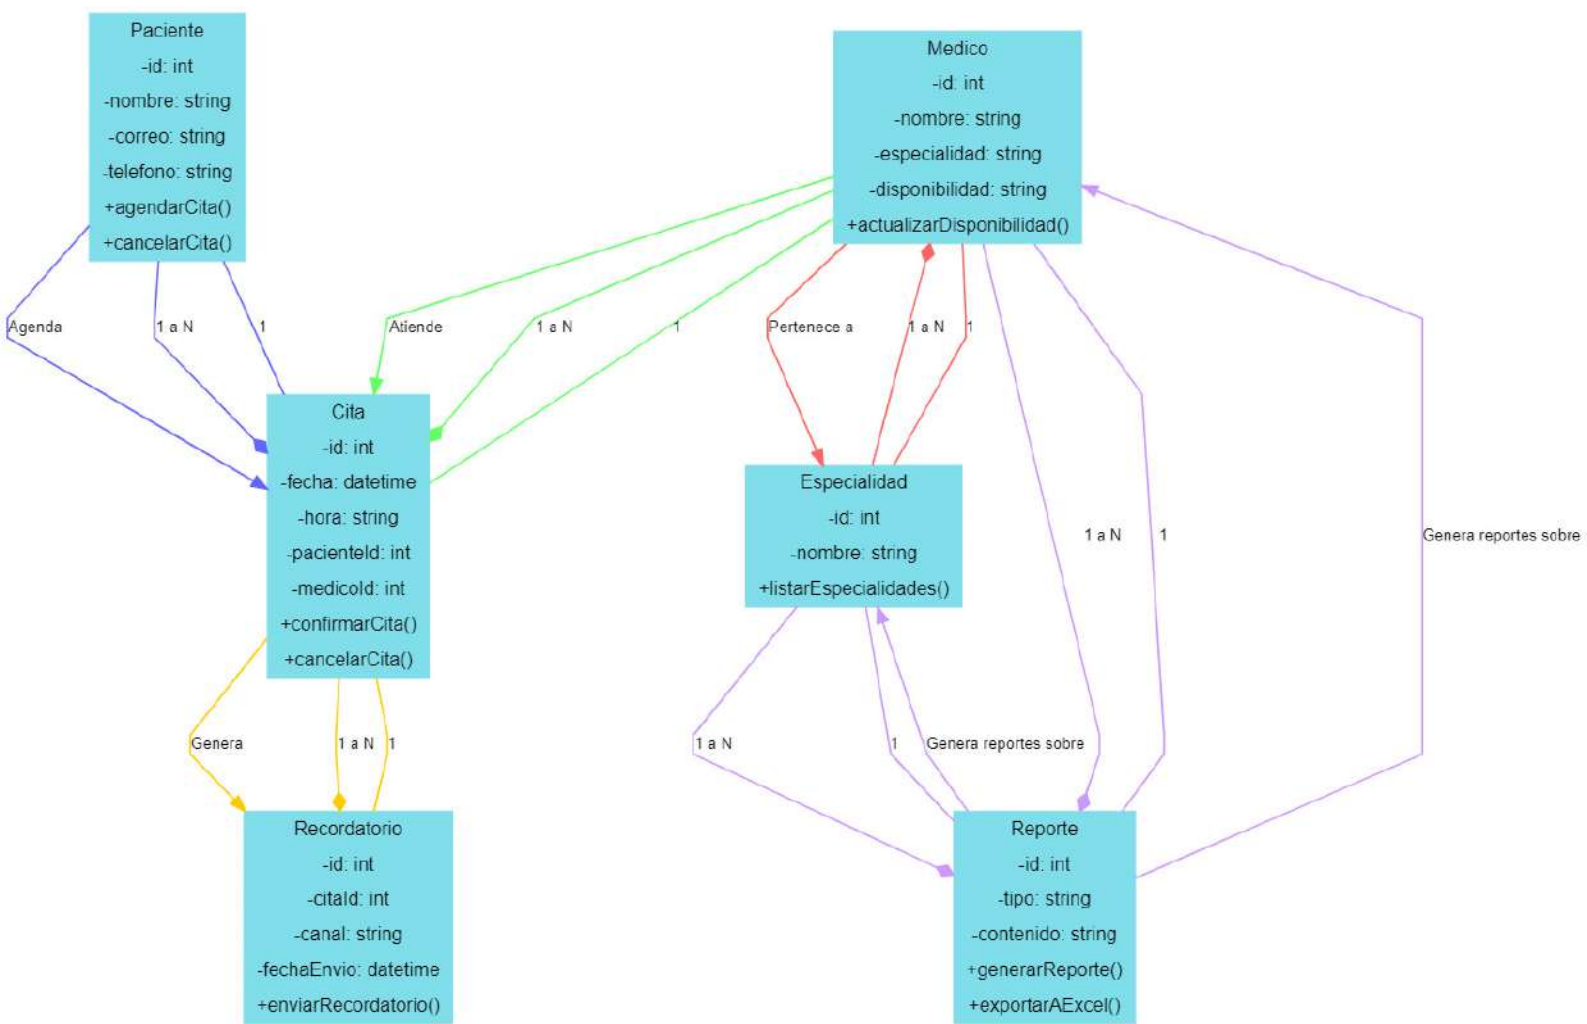 Paciente
-id: int
-nombre: string
-correo: string
-telefono: string
+agendarCita()
+cancelarCita()
Medico
-id: int
-nombre: string
-especialidad: string
-disponibilidad: string
+actualizarDisponibilidad()
Agenda
1 a N
1
Atiende
1 a N
1
Pertenece a
1 a N
1
Cita
-id: int
-fecha: datetime
-hora: string
-pacienteId: int
-medicoId: int
+confirmarCita()
+cancelarCita()
Especialidad
-id: int
-nombre: string
+listarEspecialidades()
1 a N
1
Genera reportes sobre
Genera
1 a N
1
1 a N
1
Genera reportes sobre
Recordatorio
-id: int
-citaId: int
-canal: string
-fechaEnvio: datetime
+enviarRecordatorio()
Reporte
-id: int
-tipo: string
-contenido: string
+generarReporte()
+exportarAExcel()